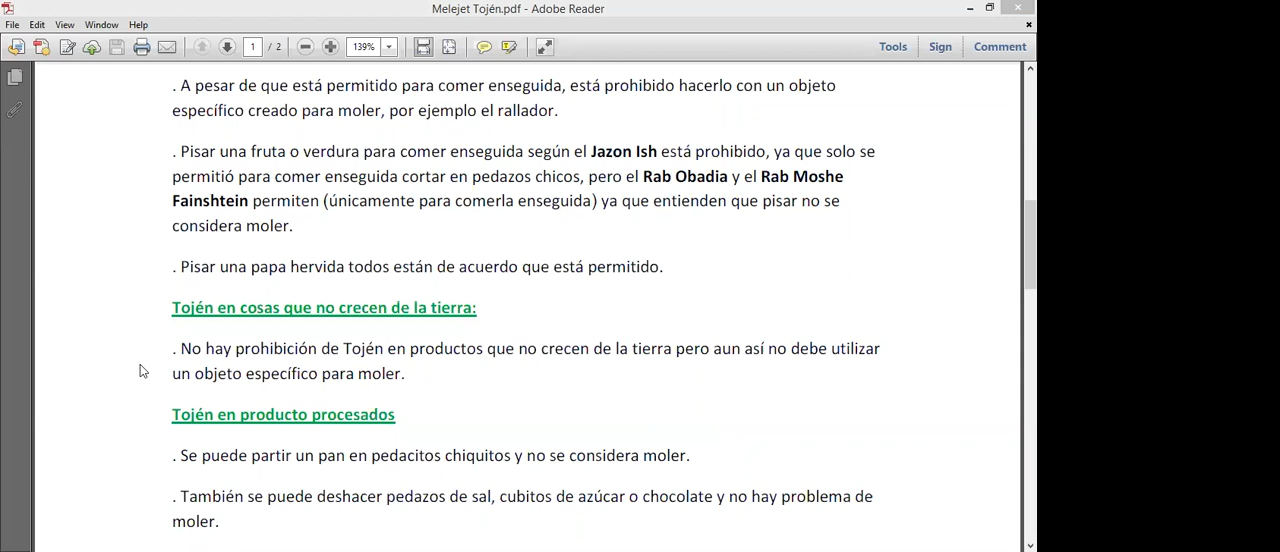 Melejet Tojén.pdf - Adobe Reader
File Edit View Window Help
1 / 2 139% Tools Sign Comment
. A pesar de que está permitido para comer enseguida, está prohibido hacerlo con un objeto
específico creado para moler, por ejemplo el rallador.
. Pisar una fruta o verdura para comer enseguida según el Jazon Ish está prohibido, ya que solo se
permitió para comer enseguida cortar en pedazos chicos, pero el Rab Obadia y el Rab Moshe
Fainshtein permiten (únicamente para comerla enseguida) ya que entienden que pisar no se
considera moler.
. Pisar una papa hervida todos están de acuerdo que está permitido.
Tojén en cosas que no crecen de la tierra:
. No hay prohibición de Tojén en productos que no crecen de la tierra pero aun así no debe utilizar
un objeto específico para moler.
Tojén en producto procesados
. Se puede partir un pan en pedacitos chiquitos y no se considera moler.
. También se puede deshacer pedazos de sal, cubitos de azúcar o chocolate y no hay problema de
moler.